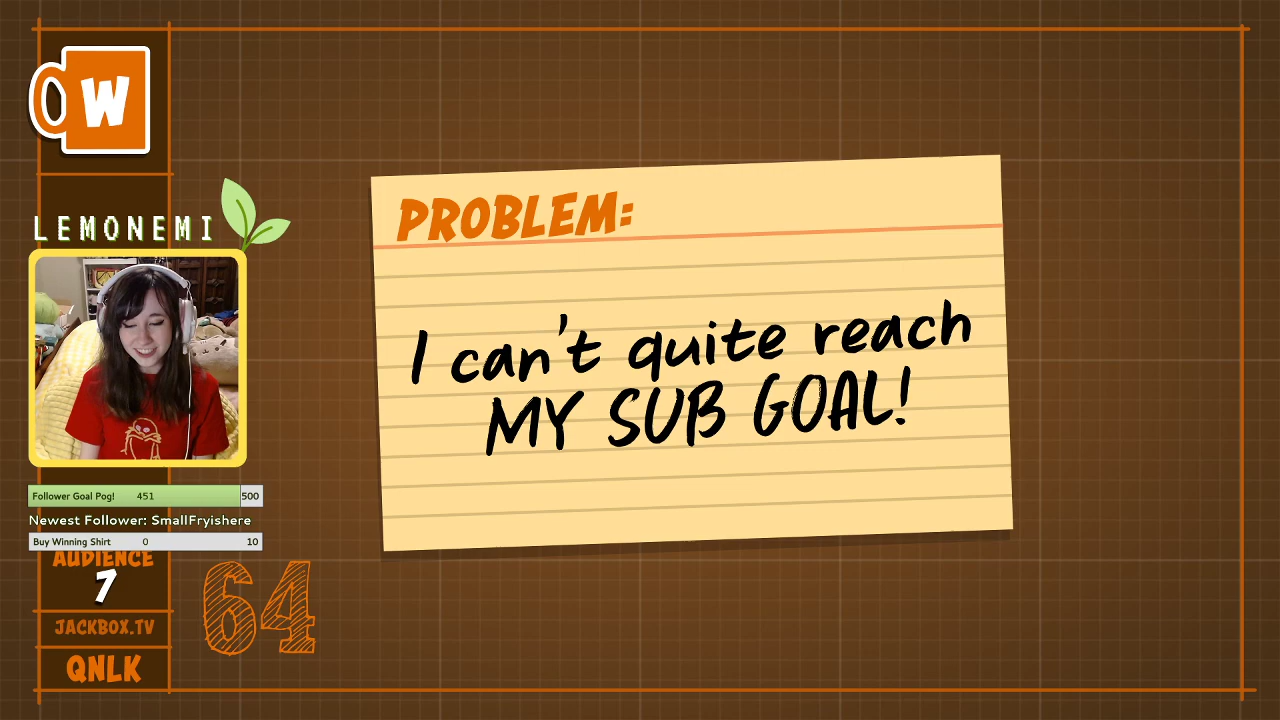 W
LEMONEMI
PROBLEM:
I can't quite reach
MY SUB GOAL!
Follower Goal Pog! 451 500
Newest Follower: SmallFryishere
Buy Winning Shirt 0 10
AUDIENCE
7
64
JACKBOX.TV
QNLK